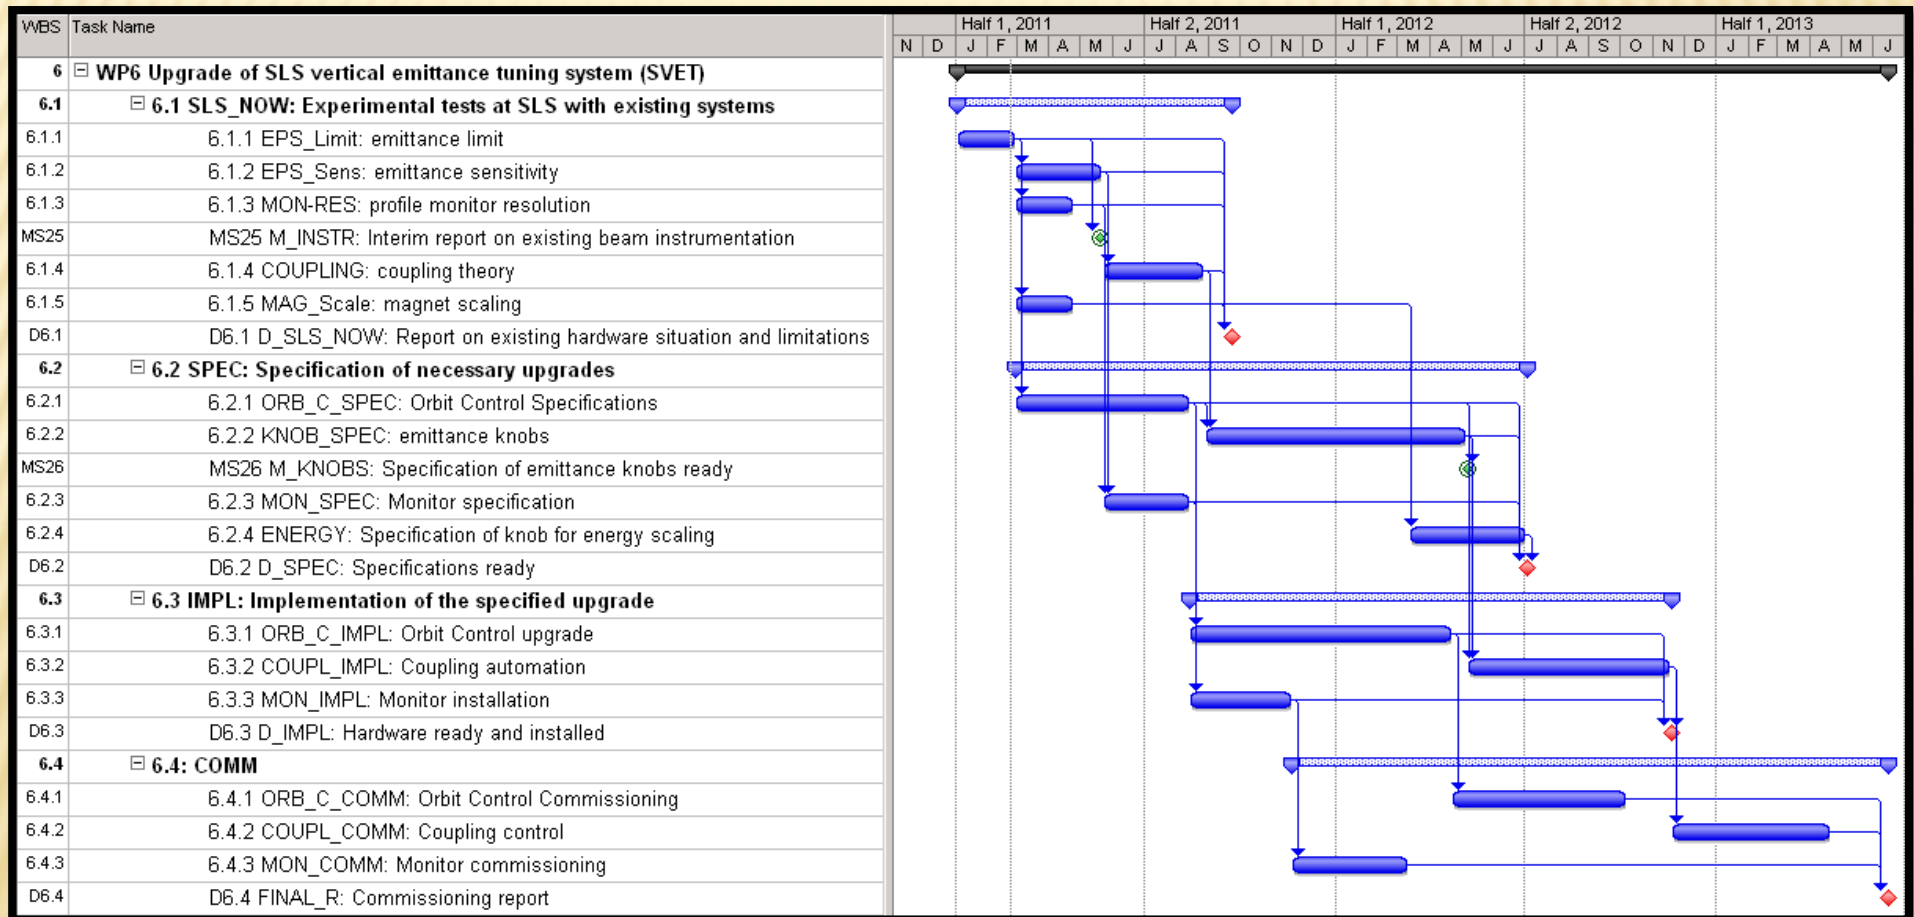 WBS Task Name Half 1, 2011 Half 2, 2011 Half 1, 2012 Half 2, 2012 Half 1, 2013
N D J F M A M J J A S O N D J F M A M J J A S O N D J F M A M J
6 WP6 Upgrade of SLS vertical emittance tuning system (SVET)
6.1 6.1 SLS_NOW: Experimental tests at SLS with existing systems
6.1.1 6.1.1 EPS_Limit: emittance limit
6.1.2 6.1.2 EPS_Sens: emittance sensitivity
6.1.3 6.1.3 MON-RES: profile monitor resolution
MS25 MS25 M_INSTR: Interim report on existing beam instrumentation
6.1.4 6.1.4 COUPLING: coupling theory
6.1.5 6.1.5 MAG_Scale: magnet scaling
D6.1 D6.1 D_SLS_NOW: Report on existing hardware situation and limitations
6.2 6.2 SPEC: Specification of necessary upgrades
6.2.1 6.2.1 ORB_C_SPEC: Orbit Control Specifications
6.2.2 6.2.2 KNOB_SPEC: emittance knobs
MS26 MS26 M_KNOBS: Specification of emittance knobs ready
6.2.3 6.2.3 MON_SPEC: Monitor specification
6.2.4 6.2.4 ENERGY: Specification of knob for energy scaling
D6.2 D6.2 D_SPEC: Specifications ready
6.3 6.3 IMPL: Implementation of the specified upgrade
6.3.1 6.3.1 ORB_C_IMPL: Orbit Control upgrade
6.3.2 6.3.2 COUPL_IMPL: Coupling automation
6.3.3 6.3.3 MON_IMPL: Monitor installation
D6.3 D6.3 D_IMPL: Hardware ready and installed
6.4 6.4: COMM
6.4.1 6.4.1 ORB_C_COMM: Orbit Control Commissioning
6.4.2 6.4.2 COUPL_COMM: Coupling control
6.4.3 6.4.3 MON_COMM: Monitor commissioning
D6.4 D6.4 FINAL_R: Commissioning report